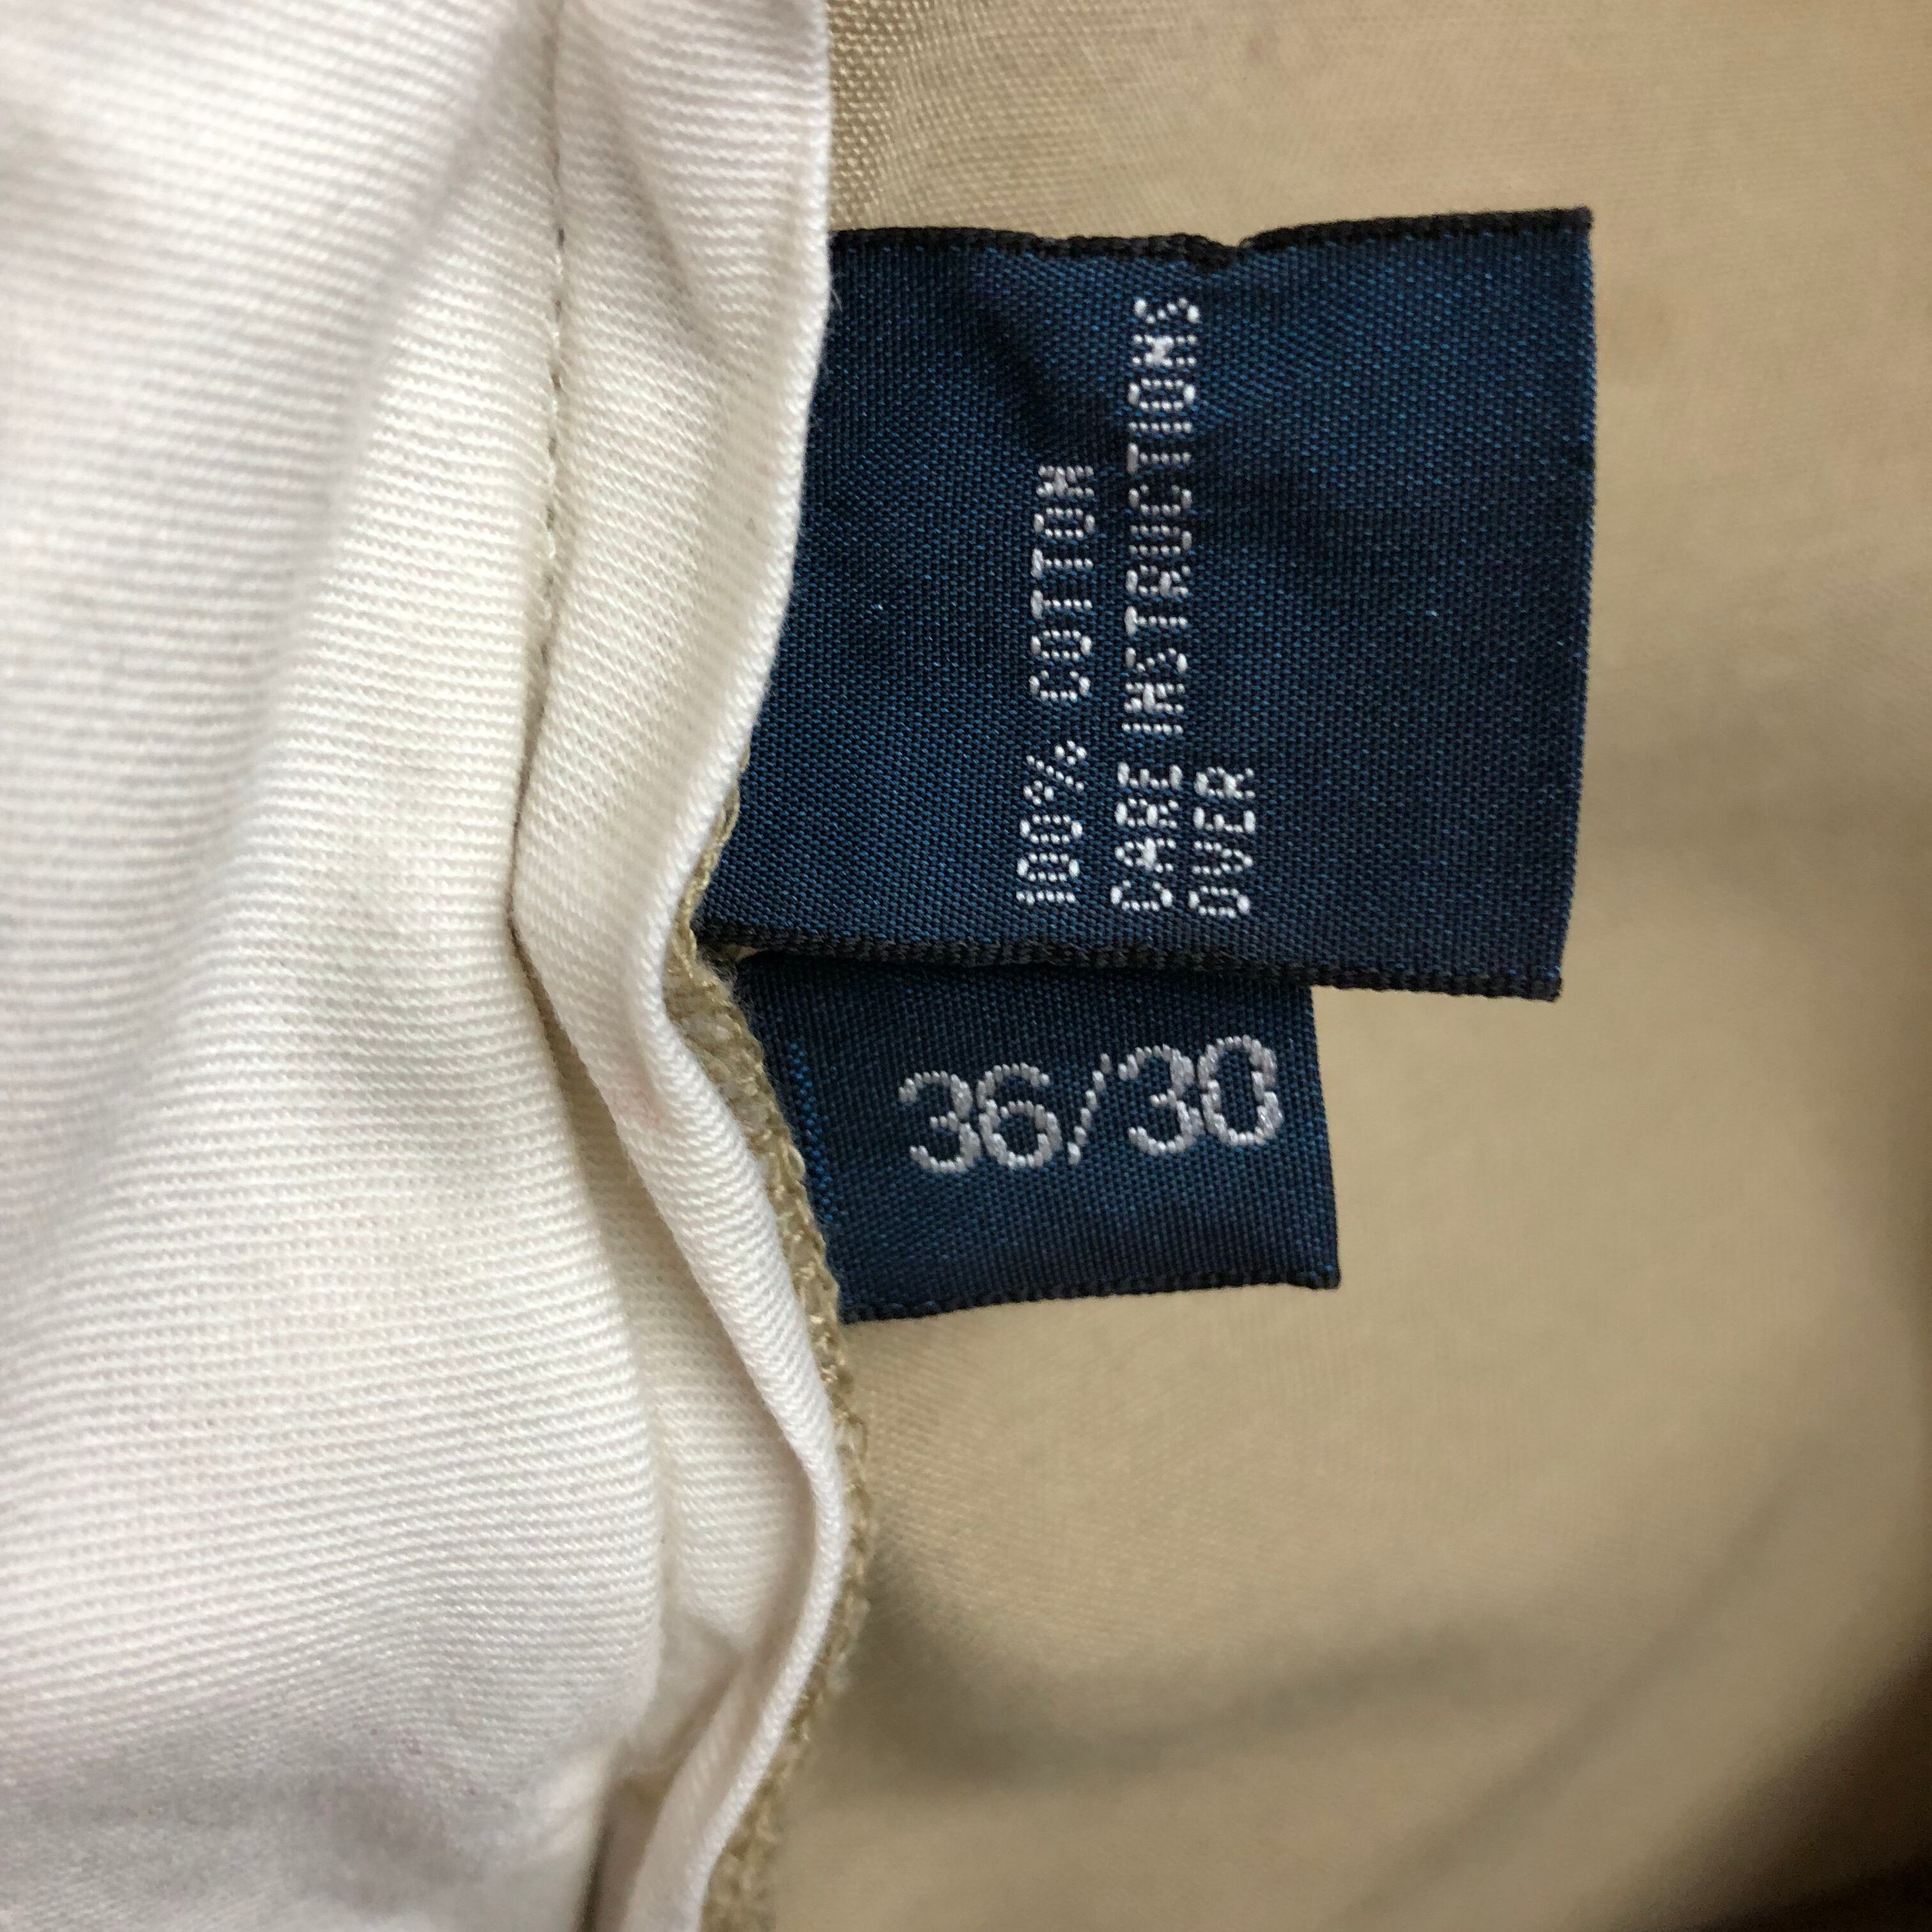 100% COTTON
CARE INSTRUCTIONS
OVER
36/30